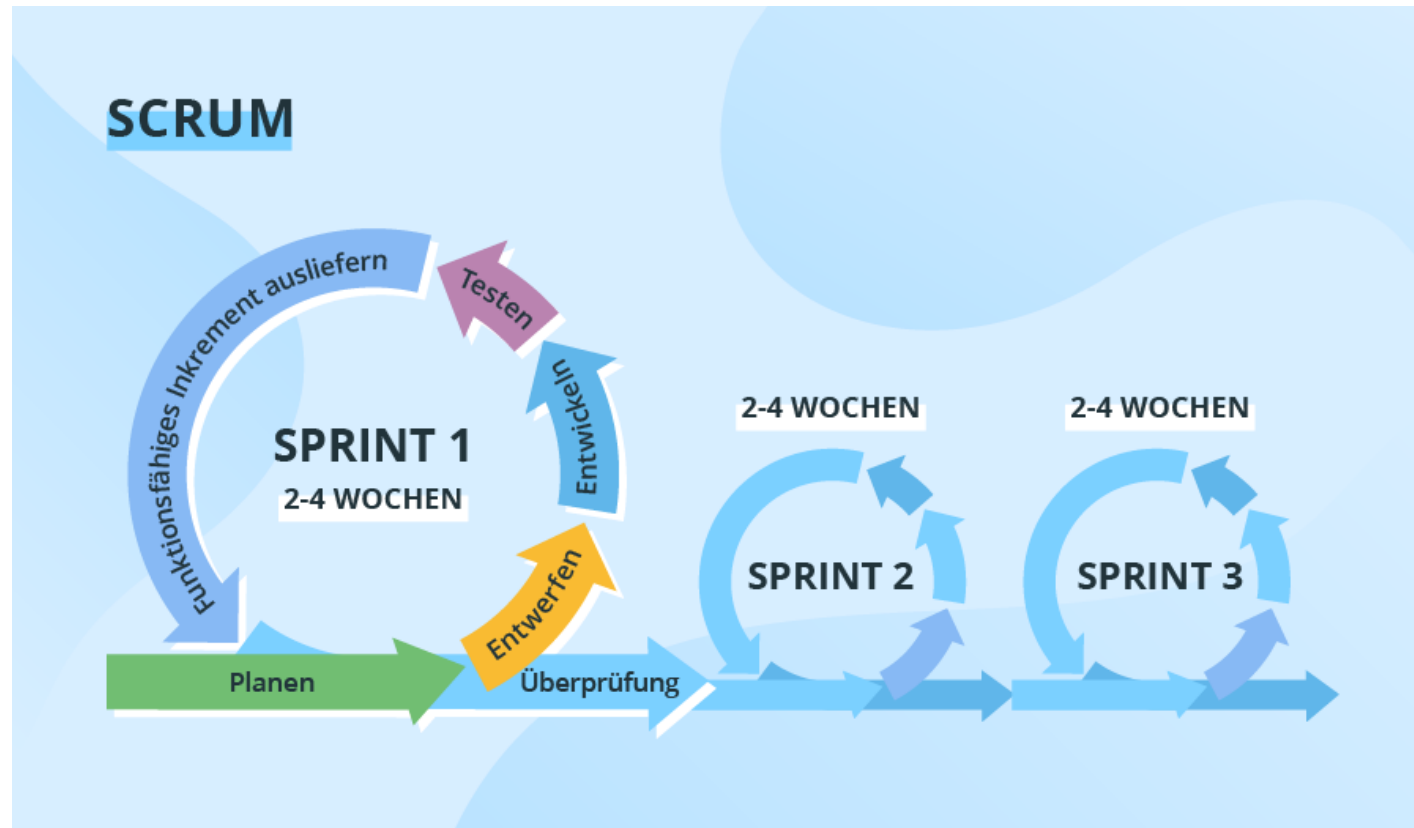 SCRUM
Funktionsfähiges Inkrement ausliefern
Testen
Entwickeln
SPRINT 1
2-4 WOCHEN
Entwerfen
Planen
Überprüfung
2-4 WOCHEN
SPRINT 2
2-4 WOCHEN
SPRINT 3